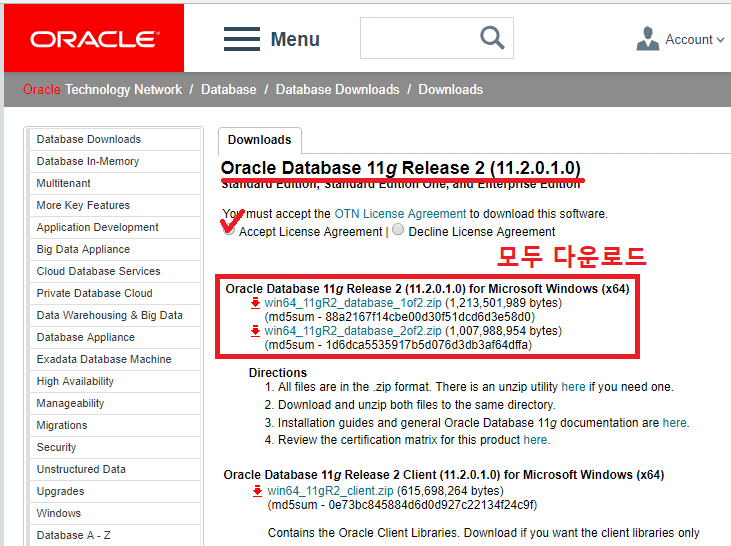 ORACLE
Menu
Account
Oracle Technology Network / Database / Database Downloads / Downloads
Database Downloads
Database In-Memory
Multitenant
More Key Features
Application Development
Big Data Appliance
Cloud Database Services
Private Database Cloud
Data Warehousing & Big Data
Database Appliance
Exadata Database Machine
High Availability
Manageability
Migrations
Security
Unstructured Data
Upgrades
Windows
Database A - Z
Downloads
Oracle Database 11g Release 2 (11.2.0.1.0)
Standard Edition, Standard Edition One, and Enterprise Edition
You must accept the OTN License Agreement to download this software.
Accept License Agreement | Decline License Agreement
모두 다운로드
Oracle Database 11g Release 2 (11.2.0.1.0) for Microsoft Windows (x64)
win64_11gR2_database_1of2.zip (1,213,501,989 bytes)
(md5sum - 88a2167f14cbe00d30f51dcd6d3e58d0)
win64_11gR2_database_2of2.zip (1,007,988,954 bytes)
(md5sum - 1d6dca5535917b5d076d3db3af64dffa)
Directions
1. All files are in the .zip format. There is an unzip utility here if you need one.
2. Download and unzip both files to the same directory.
3. Installation guides and general Oracle Database 11g documentation are here.
4. Review the certification matrix for this product here.
Oracle Database 11g Release 2 Client (11.2.0.1.0) for Microsoft Windows (x64)
win64_11gR2_client.zip (615,698,264 bytes)
(md5sum - 0e73bc845884d6d0d927c22134f24c9f)
Contains the Oracle Client Libraries. Download if you want the client libraries only